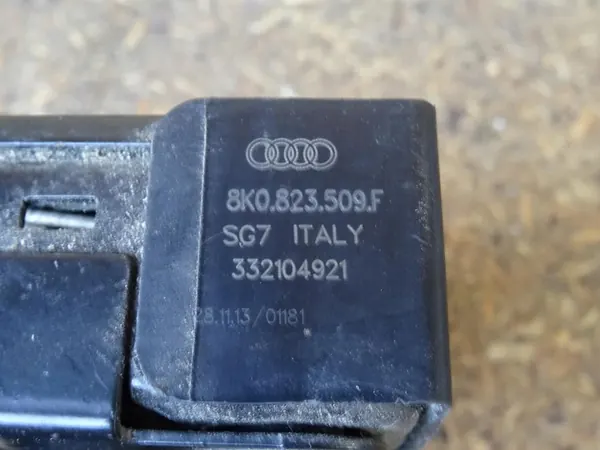 8K0.823.509.F
SG7 ITALY
332104921
28.11.13/01181